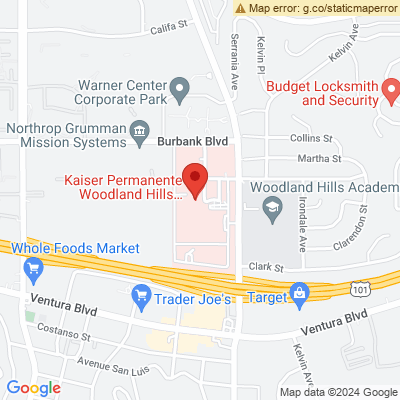 Map error: g.co/staticmaperror
Califa St
Serrania Ave
Kelvin Pl
Kelvin Ave
Warner Center
Corporate Park
Budget Locksmith
and Security
Northrop Grumman
Mission Systems
Burbank Blvd
Collins St
Martha St
Kaiser Permanente
Woodland Hills...
Woodland Hills Academ
Irondale Ave
Clarendon St
Whole Foods Market
Clark St
101
Ventura Blvd
Trader Joe's
Target
Ventura Blvd
Costanso St
Avenue San Luis
Kelvin Ave
Google
Map data ©2024 Google